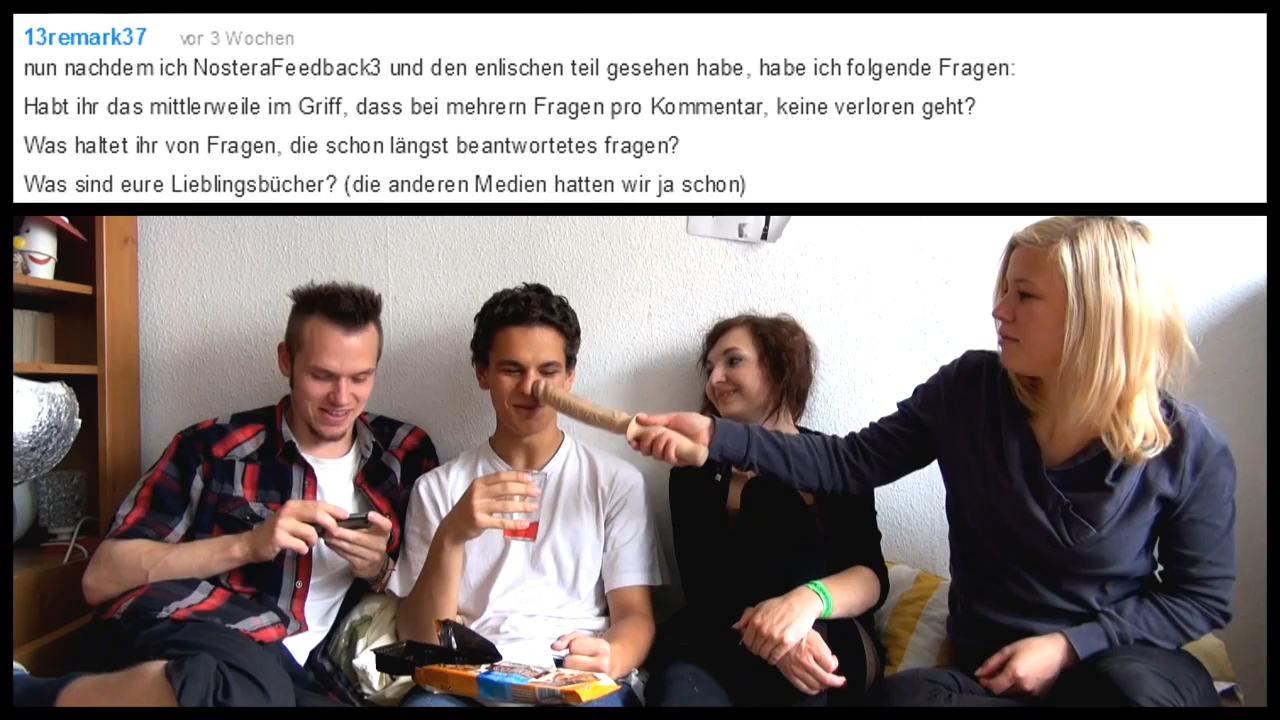 13remark37 vor 3 Wochen
nun nachdem ich NosteraFeedback3 und den enlischen teil gesehen habe, habe ich folgende Fragen:
Habt ihr das mittlerweile im Griff, dass bei mehrern Fragen pro Kommentar, keine verloren geht?
Was haltet ihr von Fragen, die schon längst beantwortetes fragen?
Was sind eure Lieblingsbücher? (die anderen Medien hatten wir ja schon)